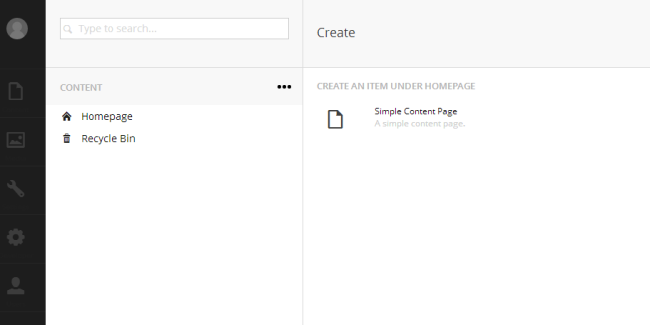 Type to search...
Create
CONTENT
CREATE AN ITEM UNDER HOMEPAGE
Homepage
Simple Content Page
A simple content page.
Recycle Bin